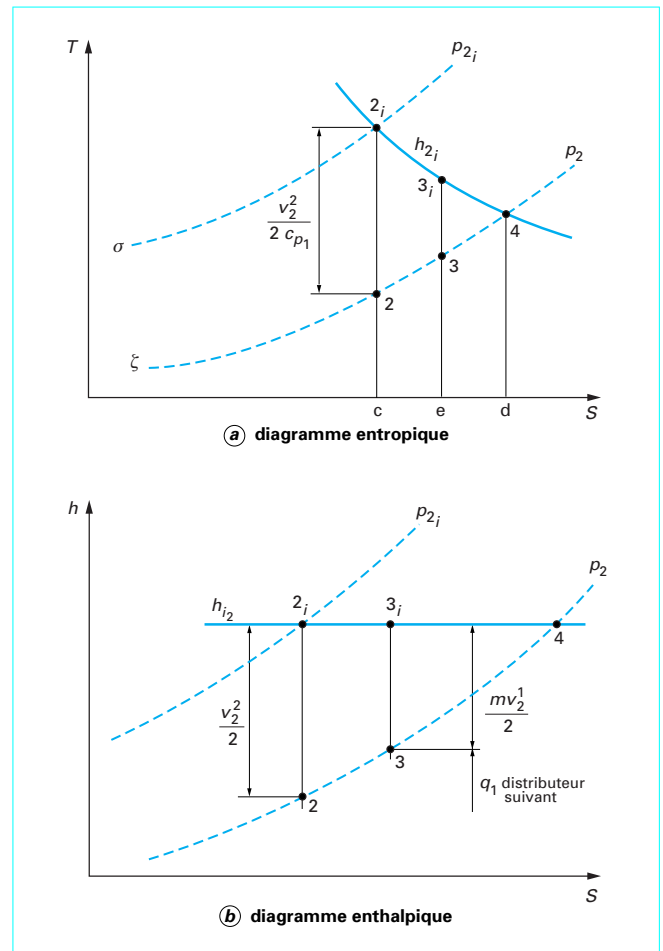 T
p2i
2i
h2i
p2
3i
v2² / 2 cp1
4
3
σ
2
ζ
c e d
S
a diagramme entropique
h
p2i
p2
hi2
2i
3i
4
v2² / 2
mv2¹ / 2
3
q1 distributeur
suivant
2
S
b diagramme enthalpique